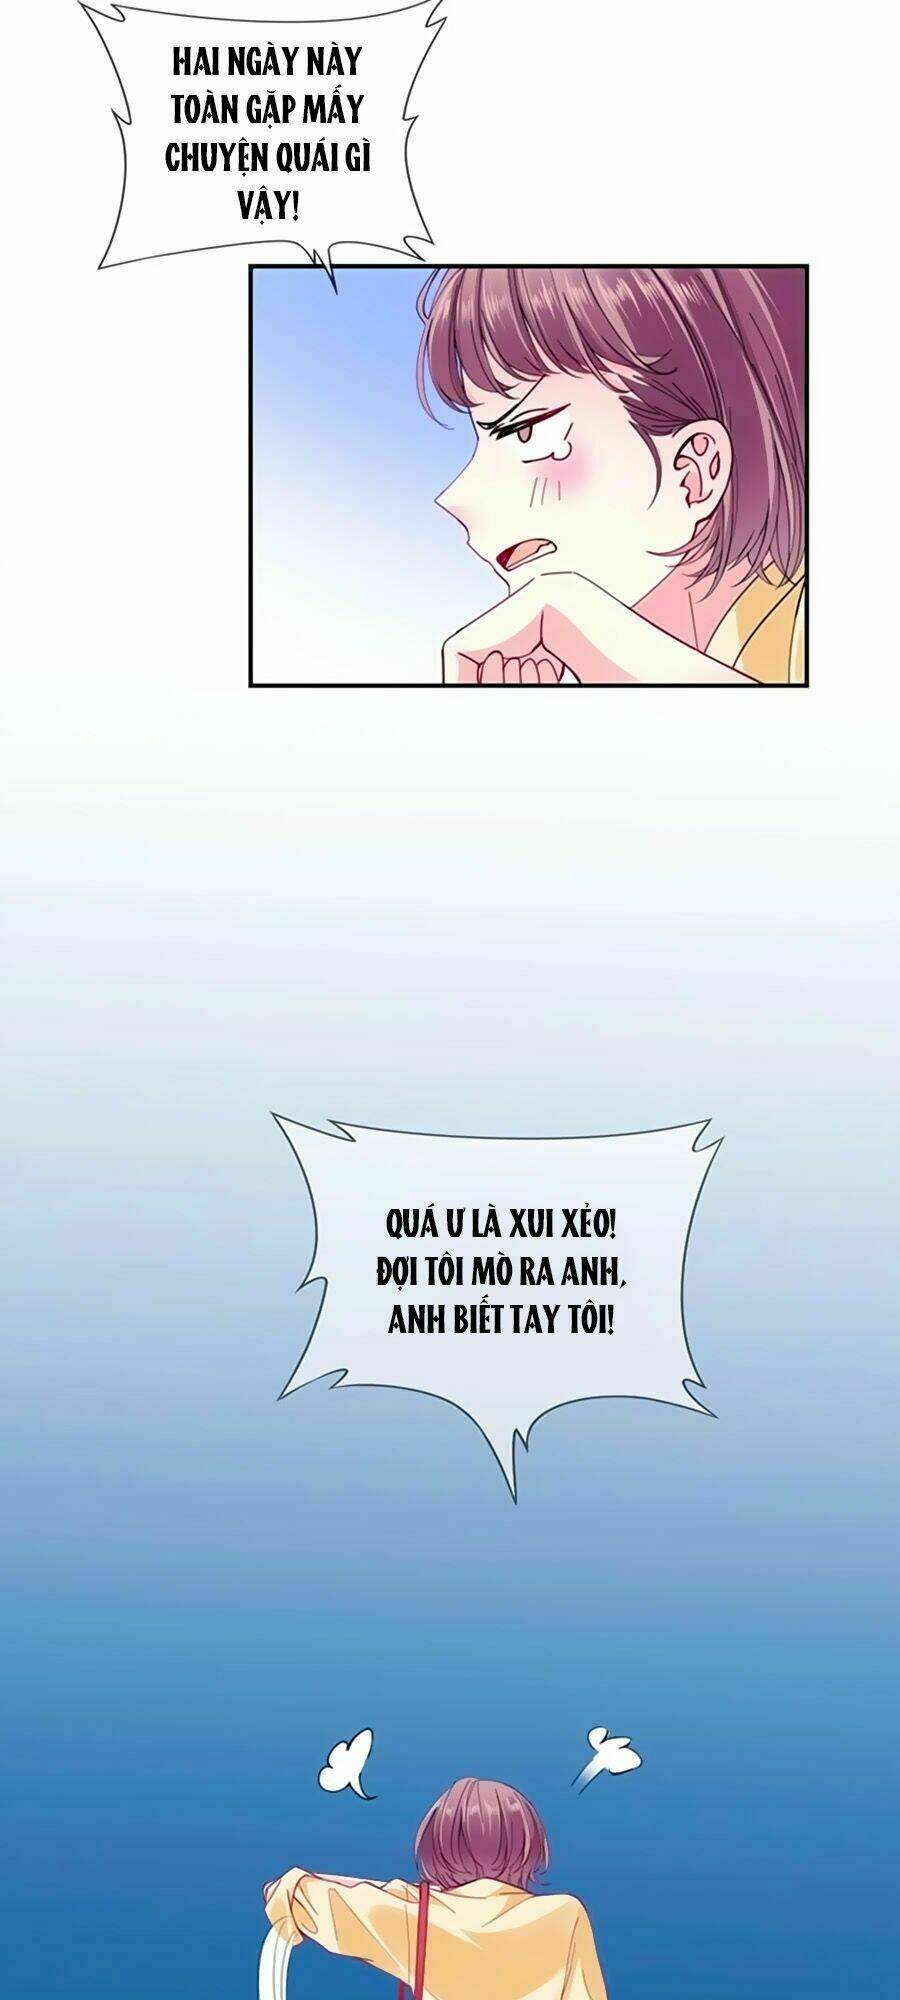 HAI NGÀY NÀY
TOÀN GẶP MẤY
CHUYỆN QUÁI GÌ
VẬY!
QUÁ Ư LÀ XUI XẺO!
ĐỢI TÔI MÒ RA ANH,
ANH BIẾT TAY TÔI!